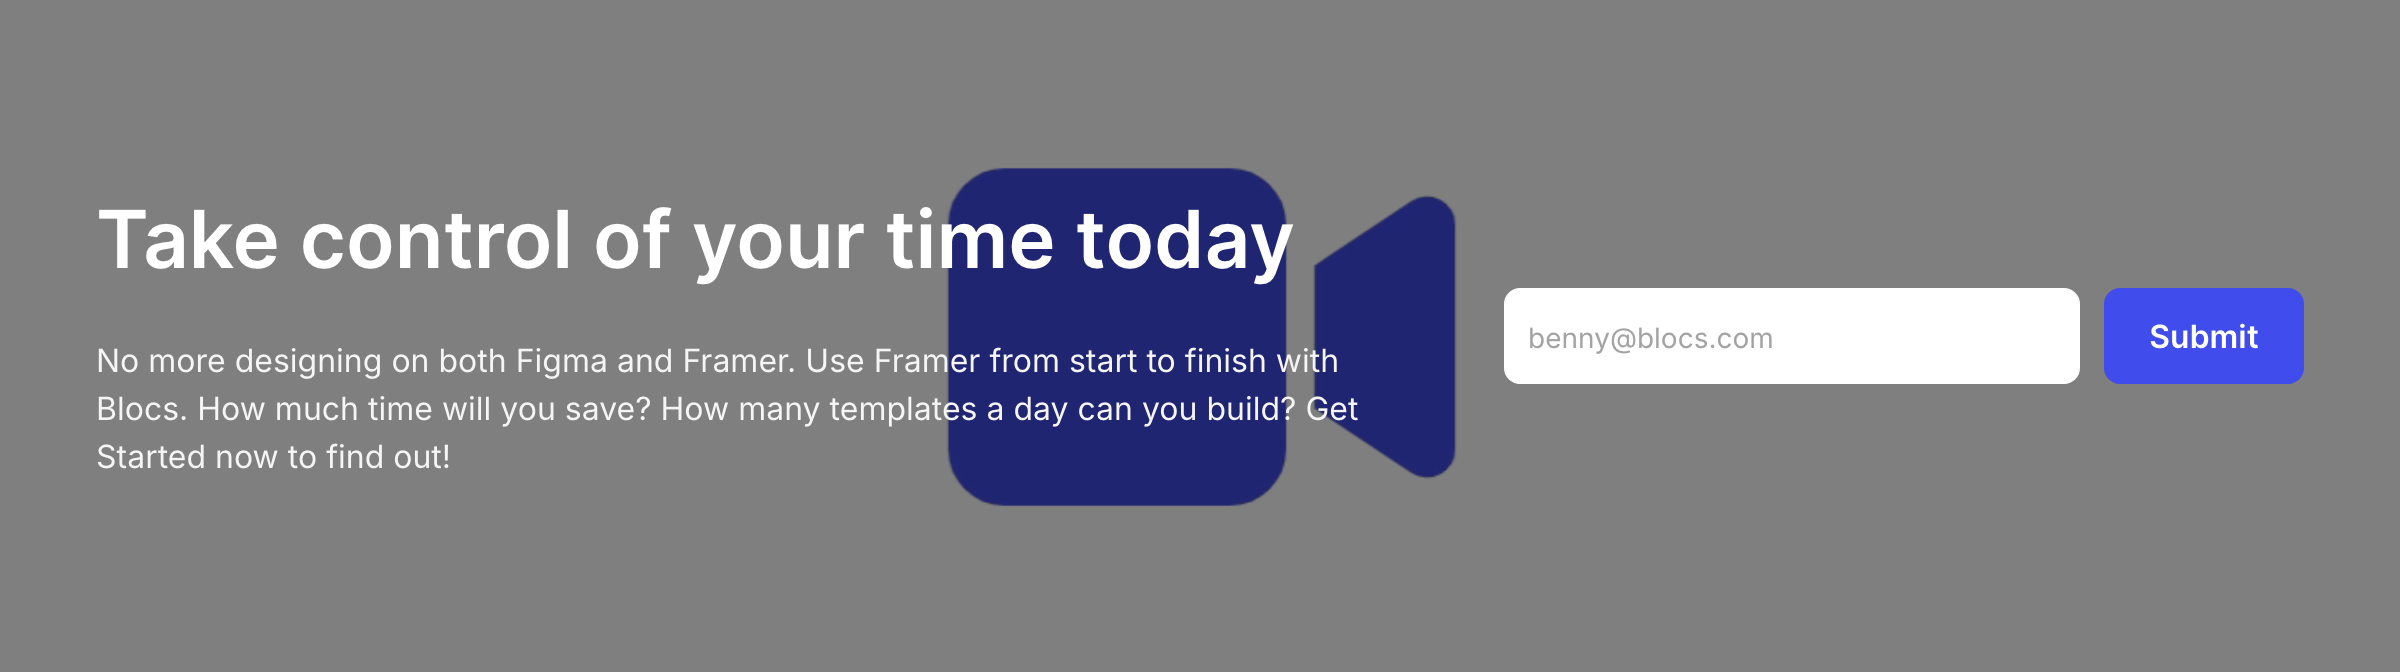 Take control of your time today
No more designing on both Figma and Framer. Use Framer from start to finish with
Blocs. How much time will you save? How many templates a day can you build? Get
Started now to find out!
benny@blocs.com
Submit